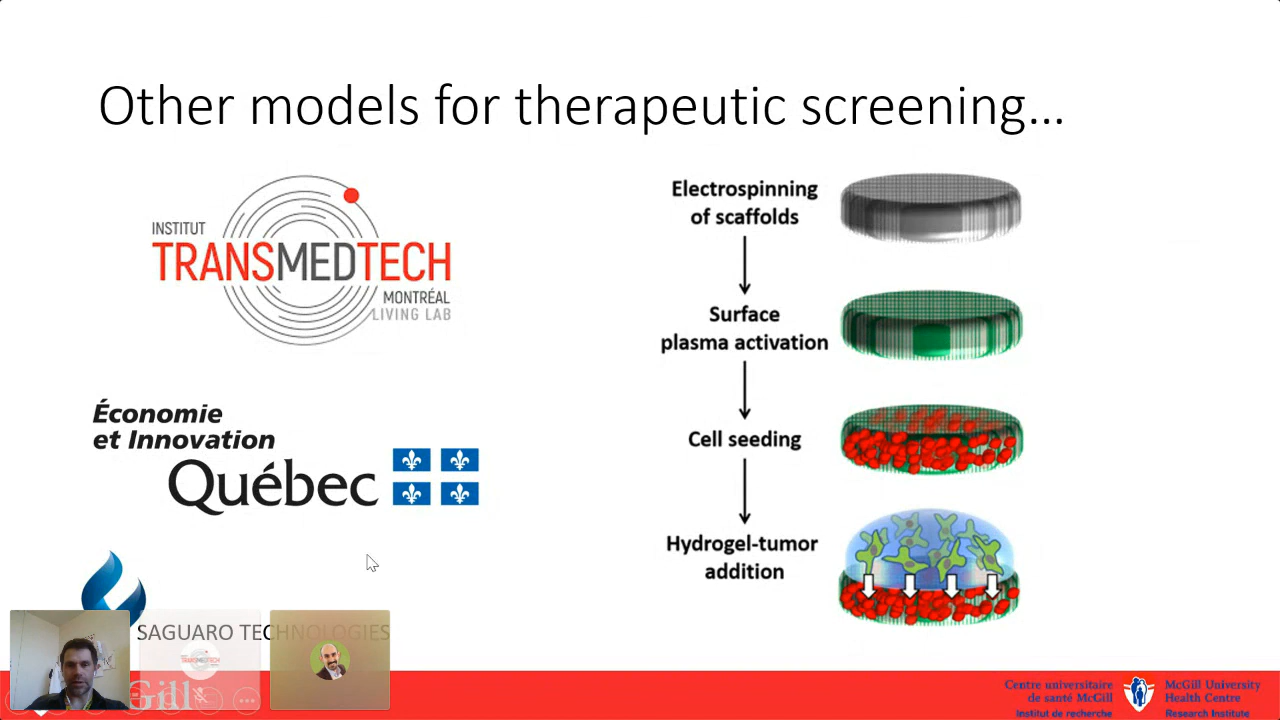 Other models for therapeutic screening...
INSTITUT
TRANSMEDTECH
MONTRÉAL
LIVING LAB
Économie
et Innovation
Québec
SAGUARO TECHNOLOGIES
Electrospinning
of scaffolds
Surface
plasma activation
Cell seeding
Hydrogel-tumor
addition
TRANSMEDTECH
Gill
Centre universitaire
de santé McGill
Institut de recherche
McGill University
Health Centre
Research Institute